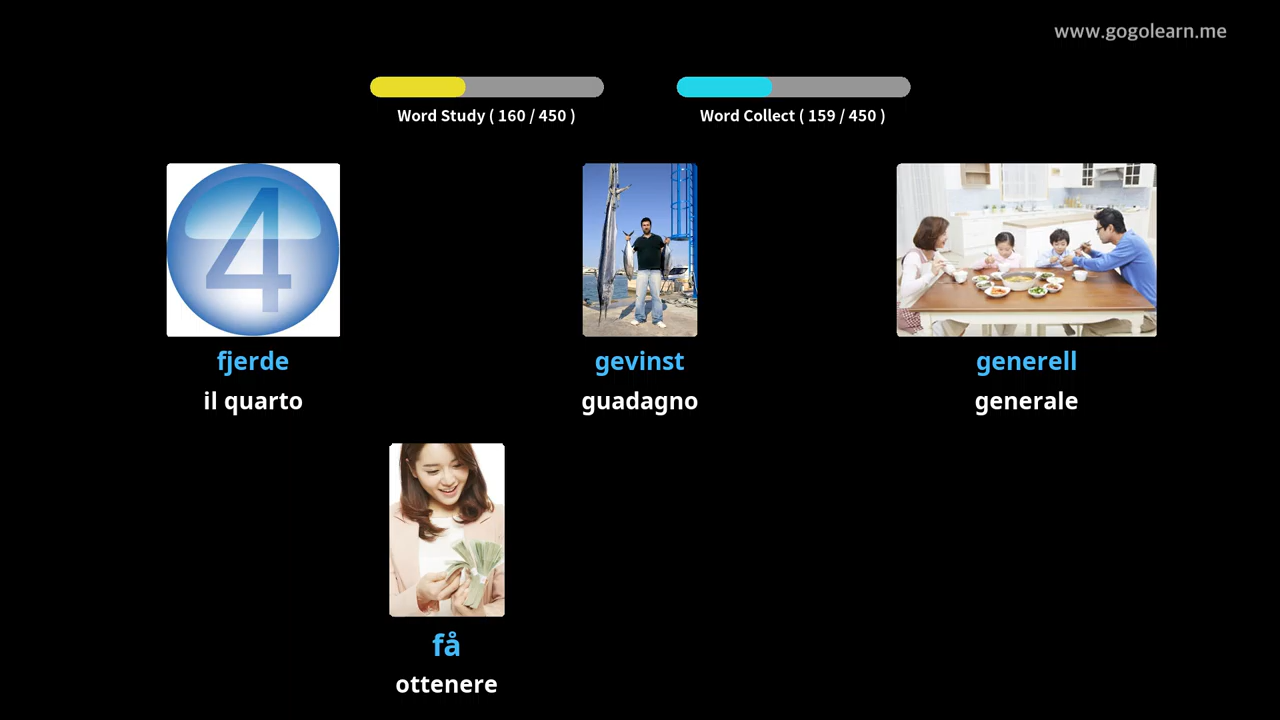 www.gogolearn.me
Word Study ( 160 / 450 )
Word Collect ( 159 / 450 )
4
fjerde
il quarto
gevinst
guadagno
generell
generale
få
ottenere